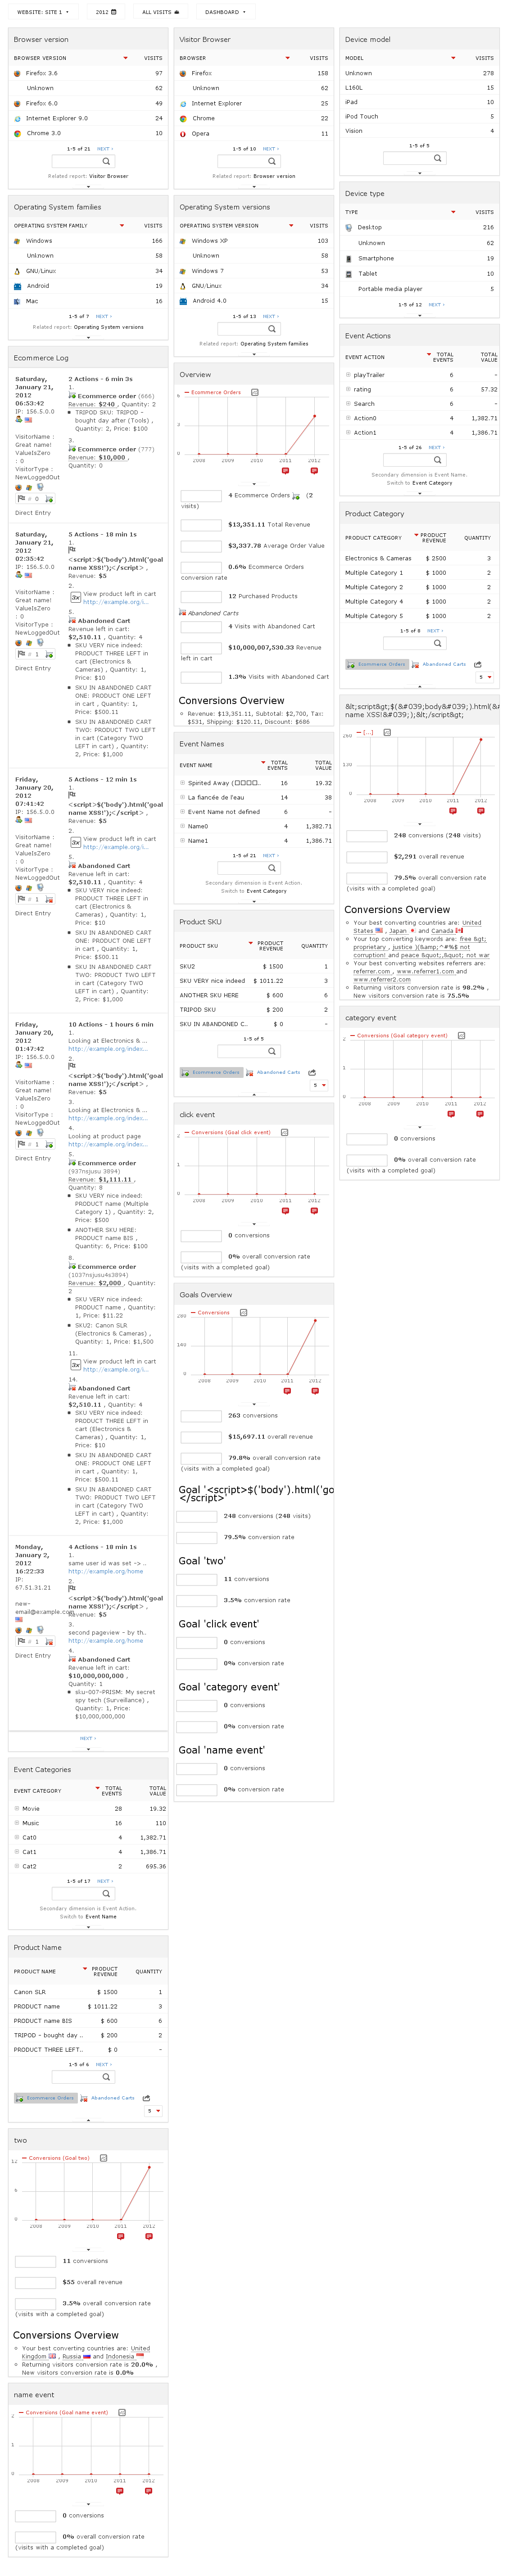 WEBSITE: SITE 1
2012
ALL VISITS
DASHBOARD
Browser version
BROWSER VERSION VISITS
Firefox 3.6 97
Unknown 62
Firefox 6.0 49
Internet Explorer 9.0 24
Chrome 3.0 10
1-5 of 21 NEXT ›
Related report: Visitor Browser
Operating System families
OPERATING SYSTEM FAMILY VISITS
Windows 166
Unknown 58
GNU/Linux 34
Android 19
Mac 16
1-5 of 7 NEXT ›
Related report: Operating System versions
Ecommerce Log
Saturday, January 21, 2012 06:53:42
IP: 156.5.0.0
VisitorName : Great name!
ValueIsZero : 0
VisitorType : NewLoggedOut
# 0
Direct Entry
2 Actions - 6 min 3s
1.
Ecommerce order (666)
Revenue: $240 , Quantity: 2
TRIPOD SKU: TRIPOD - bought day after (Tools) , Quantity: 2, Price: $100
3.
Ecommerce order (777)
Revenue: $10,000 , Quantity: 0
Saturday, January 21, 2012 02:35:42
IP: 156.5.0.0
VisitorName : Great name!
ValueIsZero : 0
VisitorType : NewLoggedOut
# 1
Direct Entry
5 Actions - 18 min 1s
1.
<script>$('body').html('goal name XSS!');</script> , Revenue: $5
2.
3x View product left in cart
http://example.org/i...
5.
Abandoned Cart
Revenue left in cart: $2,510.11 , Quantity: 4
SKU VERY nice indeed: PRODUCT THREE LEFT in cart (Electronics & Cameras) , Quantity: 1, Price: $10
SKU IN ABANDONED CART ONE: PRODUCT ONE LEFT in cart , Quantity: 1, Price: $500.11
SKU IN ABANDONED CART TWO: PRODUCT TWO LEFT in cart (Category TWO LEFT in cart) , Quantity: 2, Price: $1,000
Friday, January 20, 2012 07:41:42
IP: 156.5.0.0
VisitorName : Great name!
ValueIsZero : 0
VisitorType : NewLoggedOut
# 1
Direct Entry
5 Actions - 12 min 1s
1.
<script>$('body').html('goal name XSS!');</script> , Revenue: $5
2.
3x View product left in cart
http://example.org/i...
5.
Abandoned Cart
Revenue left in cart: $2,510.11 , Quantity: 4
SKU VERY nice indeed: PRODUCT THREE LEFT in cart (Electronics & Cameras) , Quantity: 1, Price: $10
SKU IN ABANDONED CART ONE: PRODUCT ONE LEFT in cart , Quantity: 1, Price: $500.11
SKU IN ABANDONED CART TWO: PRODUCT TWO LEFT in cart (Category TWO LEFT in cart) , Quantity: 2, Price: $1,000
Friday, January 20, 2012 01:47:42
IP: 156.5.0.0
VisitorName : Great name!
ValueIsZero : 0
VisitorType : NewLoggedOut
# 1
Direct Entry
10 Actions - 1 hours 6 min
1.
Looking at Electronics & ...
http://example.org/index...
2.
<script>$('body').html('goal name XSS!');</script> , Revenue: $5
3.
Looking at Electronics & ...
http://example.org/index...
4.
Looking at product page
http://example.org/index...
5.
Ecommerce order (937nsjusu 3894)
Revenue: $1,111.11 , Quantity: 8
SKU VERY nice indeed: PRODUCT name (Multiple Category 1) , Quantity: 2, Price: $500
ANOTHER SKU HERE: PRODUCT name BIS , Quantity: 6, Price: $100
8.
Ecommerce order (1037nsjusu4s3894)
Revenue: $2,000 , Quantity: 2
SKU VERY nice indeed: PRODUCT name , Quantity: 1, Price: $11.22
SKU2: Canon SLR (Electronics & Cameras) , Quantity: 1, Price: $1,500
11.
3x View product left in cart
http://example.org/i...
14.
Abandoned Cart
Revenue left in cart: $2,510.11 , Quantity: 4
SKU VERY nice indeed: PRODUCT THREE LEFT in cart (Electronics & Cameras) , Quantity: 1, Price: $10
SKU IN ABANDONED CART ONE: PRODUCT ONE LEFT in cart , Quantity: 1, Price: $500.11
SKU IN ABANDONED CART TWO: PRODUCT TWO LEFT in cart (Category TWO LEFT in cart) , Quantity: 2, Price: $1,000
Monday, January 2, 2012 16:22:33
IP: 67.51.31.21
new-email@example.com
# 1
Direct Entry
4 Actions - 18 min 1s
1.
same user id was set -> ..
http://example.org/home
2.
<script>$('body').html('goal name XSS!');</script> , Revenue: $5
3.
second pageview - by th..
http://example.org/home
4.
Abandoned Cart
Revenue left in cart: $10,000,000,000 , Quantity: 1
sku-007-PRISM: My secret spy tech (Surveillance) , Quantity: 1, Price: $10,000,000,000
NEXT ›
Event Categories
EVENT CATEGORY TOTAL EVENTS TOTAL VALUE
Movie 28 19.32
Music 16 110
Cat0 4 1,382.71
Cat1 4 1,386.71
Cat2 2 695.36
1-5 of 17 NEXT ›
Secondary dimension is Event Action.
Switch to Event Name
Product Name
PRODUCT NAME PRODUCT REVENUE QUANTITY
Canon SLR $ 1500 1
PRODUCT name $ 1011.22 3
PRODUCT name BIS $ 600 6
TRIPOD - bought day .. $ 200 2
PRODUCT THREE LEFT.. $ 0 -
1-5 of 6 NEXT ›
Ecommerce Orders Abandoned Carts
5
two
Conversions (Goal two)
12
6
0
2008 2009 2010 2011 2012
11 conversions
$55 overall revenue
3.5% overall conversion rate (visits with a completed goal)
Conversions Overview
Your best converting countries are: United Kingdom , Russia and Indonesia
Returning visitors conversion rate is 20.0% , New visitors conversion rate is 0.0%
name event
Conversions (Goal name event)
2
1
0
2008 2009 2010 2011 2012
0 conversions
0% overall conversion rate (visits with a completed goal)
Visitor Browser
BROWSER VISITS
Firefox 158
Unknown 62
Internet Explorer 25
Chrome 22
Opera 11
1-5 of 10 NEXT ›
Related report: Browser version
Operating System versions
OPERATING SYSTEM VERSION VISITS
Windows XP 103
Unknown 58
Windows 7 53
GNU/Linux 34
Android 4.0 15
1-5 of 13 NEXT ›
Related report: Operating System families
Overview
Ecommerce Orders
6
3
0
2008 2009 2010 2011 2012
4 Ecommerce Orders (2 visits)
$13,351.11 Total Revenue
$3,337.78 Average Order Value
0.6% Ecommerce Orders conversion rate
12 Purchased Products
Abandoned Carts
4 Visits with Abandoned Cart
$10,000,007,530.33 Revenue left in cart
1.3% Visits with Abandoned Cart
Conversions Overview
Revenue: $13,351.11, Subtotal: $2,700, Tax: $531, Shipping: $120.11, Discount: $686
Event Names
EVENT NAME TOTAL EVENTS TOTAL VALUE
Spirited Away (□□□□.. 16 19.32
La fiancée de l'eau 14 38
Event Name not defined 6 -
Name0 4 1,382.71
Name1 4 1,386.71
1-5 of 21 NEXT ›
Secondary dimension is Event Action.
Switch to Event Category
Product SKU
PRODUCT SKU PRODUCT REVENUE QUANTITY
SKU2 $ 1500 1
SKU VERY nice indeed $ 1011.22 3
ANOTHER SKU HERE $ 600 6
TRIPOD SKU $ 200 2
SKU IN ABANDONED C.. $ 0 -
1-5 of 5
Ecommerce Orders Abandoned Carts
5
click event
Conversions (Goal click event)
2
1
0
2008 2009 2010 2011 2012
0 conversions
0% overall conversion rate (visits with a completed goal)
Goals Overview
Conversions
280
140
0
2008 2009 2010 2011 2012
263 conversions
$15,697.11 overall revenue
79.8% overall conversion rate (visits with a completed goal)
Goal '<script>$('body').html('go
</script>'
248 conversions (248 visits)
79.5% conversion rate
Goal 'two'
11 conversions
3.5% conversion rate
Goal 'click event'
0 conversions
0% conversion rate
Goal 'category event'
0 conversions
0% conversion rate
Goal 'name event'
0 conversions
0% conversion rate
Device model
MODEL VISITS
Unknown 278
L160L 15
iPad 10
iPod Touch 5
Vision 4
1-5 of 5
Device type
TYPE VISITS
Desktop 216
Unknown 62
Smartphone 19
Tablet 10
Portable media player 5
1-5 of 12 NEXT ›
Event Actions
EVENT ACTION TOTAL EVENTS TOTAL VALUE
playTrailer 6 -
rating 6 57.32
Search 6 -
Action0 4 1,382.71
Action1 4 1,386.71
1-5 of 26 NEXT ›
Secondary dimension is Event Name.
Switch to Event Category
Product Category
PRODUCT CATEGORY PRODUCT REVENUE QUANTITY
Electronics & Cameras $ 2500 3
Multiple Category 1 $ 1000 2
Multiple Category 2 $ 1000 2
Multiple Category 4 $ 1000 2
Multiple Category 5 $ 1000 2
1-5 of 8 NEXT ›
Ecommerce Orders Abandoned Carts
5
&lt;script&gt;$(&#039;body&#039;).html(&
name XSS!&#039;);&lt;/script&gt;
[...]
260
130
0
2008 2009 2010 2011 2012
248 conversions (248 visits)
$2,291 overall revenue
79.5% overall conversion rate (visits with a completed goal)
Conversions Overview
Your best converting countries are: United States , Japan and Canada
Your top converting keywords are: free &gt; proprietary , justice )(&amp;^#%$ not corruption! and peace &quot;,&quot; not war
Your best converting websites referrers are: referrer.com , www.referrer1.com and www.referrer2.com
Returning visitors conversion rate is 98.2% , New visitors conversion rate is 75.5%
category event
Conversions (Goal category event)
2
1
0
2008 2009 2010 2011 2012
0 conversions
0% overall conversion rate (visits with a completed goal)